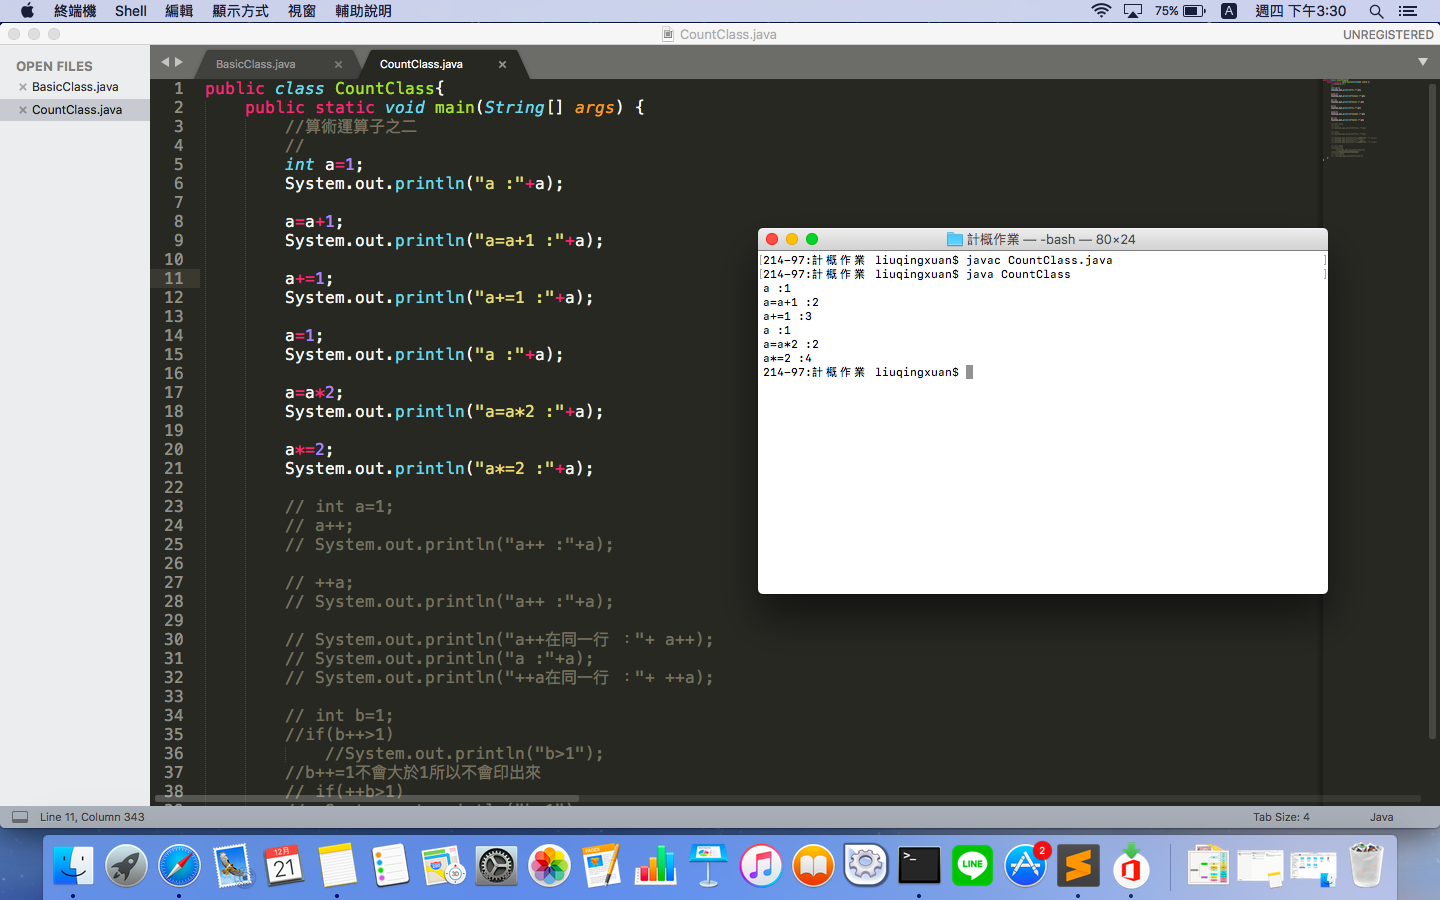 終端機 Shell 編輯 顯示方式 視窗 輔助說明 75% A 週四 下午3:30
CountClass.java UNREGISTERED
OPEN FILES
BasicClass.java
CountClass.java
BasicClass.java CountClass.java
1 public class CountClass{
2 public static void main(String[] args) {
3 //算術運算子之二
4 //
5 int a=1;
6 System.out.println("a :"+a);
7
8 a=a+1;
9 System.out.println("a=a+1 :"+a);
10
11 a+=1;
12 System.out.println("a+=1 :"+a);
13
14 a=1;
15 System.out.println("a :"+a);
16
17 a=a*2;
18 System.out.println("a=a*2 :"+a);
19
20 a*=2;
21 System.out.println("a*=2 :"+a);
22
23 // int a=1;
24 // a++;
25 // System.out.println("a++ :"+a);
26
27 // ++a;
28 // System.out.println("a++ :"+a);
29
30 // System.out.println("a++在同一行 ："+ a++);
31 // System.out.println("a :"+a);
32 // System.out.println("++a在同一行 ："+ ++a);
33
34 // int b=1;
35 //if(b++>1)
36 //System.out.println("b>1");
37 //b++=1不會大於1所以不會印出來
38 // if(++b>1)
計概作業 — -bash — 80×24
[214-97:計概作業 liuqingxuan$ javac CountClass.java ]
[214-97:計概作業 liuqingxuan$ java CountClass ]
a :1
a=a+1 :2
a+=1 :3
a :1
a=a*2 :2
a*=2 :4
214-97:計概作業 liuqingxuan$
Line 11, Column 343 Tab Size: 4 Java
12月
21
PAGES
LINE
2